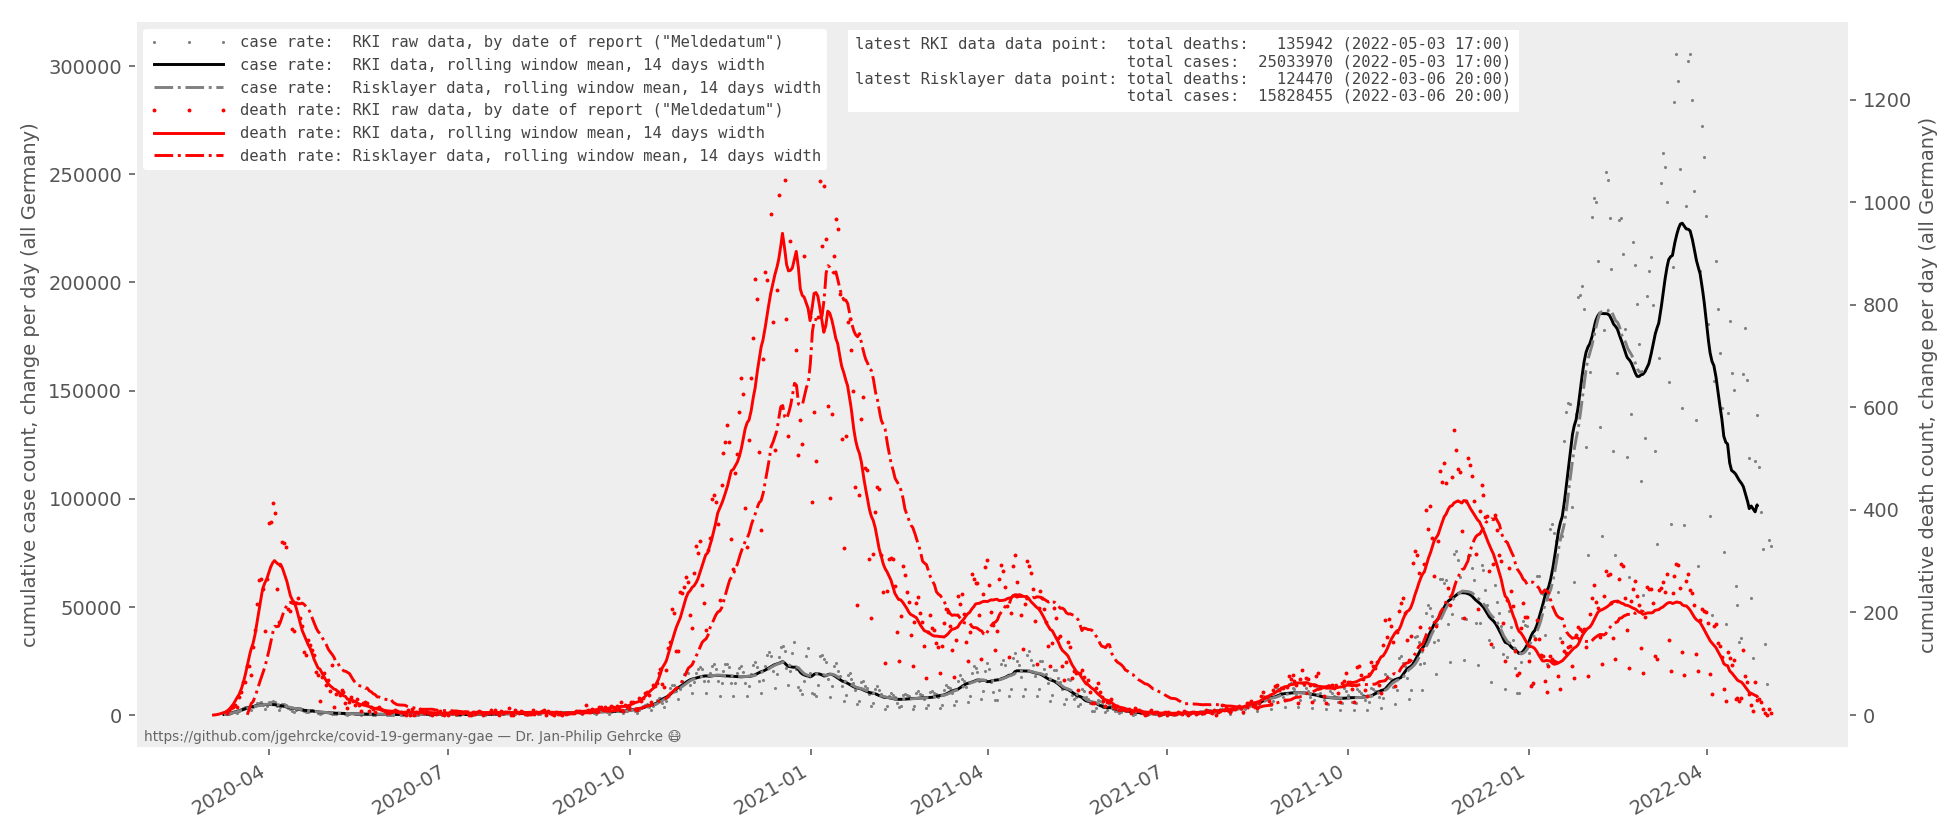 case rate:  RKI raw data, by date of report ("Meldedatum")
case rate:  RKI data, rolling window mean, 14 days width
case rate:  Risklayer data, rolling window mean, 14 days width
death rate: RKI raw data, by date of report ("Meldedatum")
death rate: RKI data, rolling window mean, 14 days width
death rate: Risklayer data, rolling window mean, 14 days width
latest RKI data data point:  total deaths:   135942 (2022-05-03 17:00)
total cases:  25033970 (2022-05-03 17:00)
latest Risklayer data point: total deaths:   124470 (2022-03-06 20:00)
total cases:  15828455 (2022-03-06 20:00)
cumulative case count, change per day (all Germany)
300000
250000
200000
150000
100000
50000
0
1200
1000
800
600
400
200
0
cumulative death count, change per day (all Germany)
https://github.com/jgehrcke/covid-19-germany-gae — Dr. Jan-Philip Gehrcke 😷
2020-04
2020-07
2020-10
2021-01
2021-04
2021-07
2021-10
2022-01
2022-04